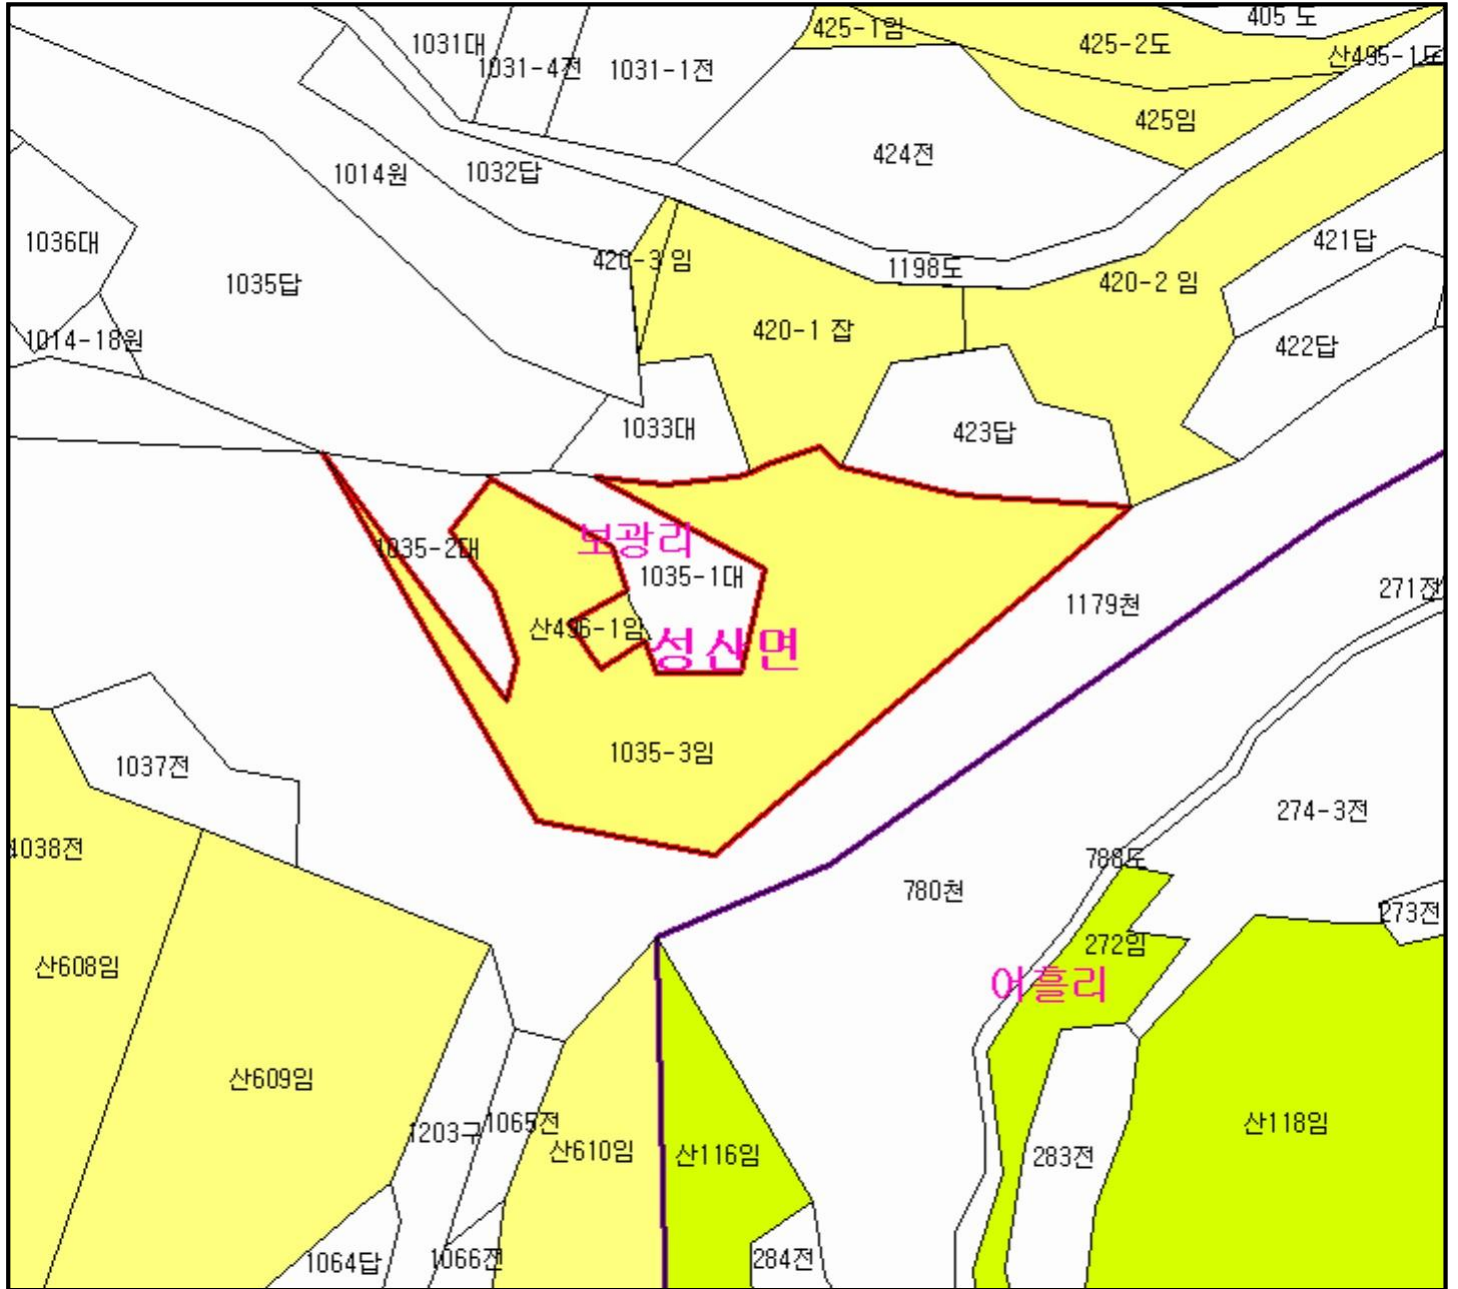 405 도
425-1임
425-2도
1031대
산495-1도
1031-4전
1031-1전
425임
424전
1014원
1032답
1036대
421답
420-3 임
1198도
1035답
420-2 임
420-1 잡
1014-18원
422답
1033대
423답
보광리
1035-2대
1035-1대
271전
1179천
산496-1임
성산면
1035-3임
1037전
274-3전
788도
780천
273전
272임
산608임
어흘리
산609임
산118임
1203구
1065전
산610임
산116임
283전
1064답
1066전
284전